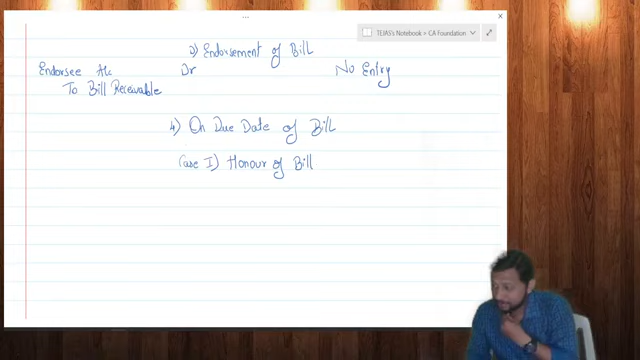 TEJAS's Notebook > CA Foundation
3) Endorsement of Bill
Endorsee A/c Dr No Entry
To Bill Receivable
4) On Due Date of Bill
Case I) Honour of Bill